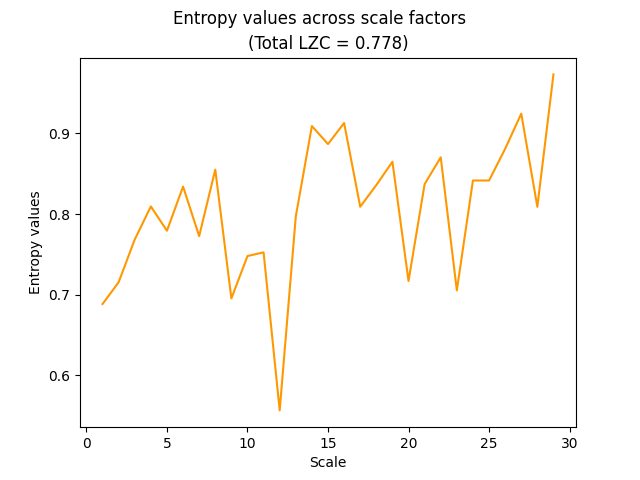 Entropy values across scale factors
(Total LZC = 0.778)
Entropy values
0.9
0.8
0.7
0.6
0
5
10
15
20
25
30
Scale